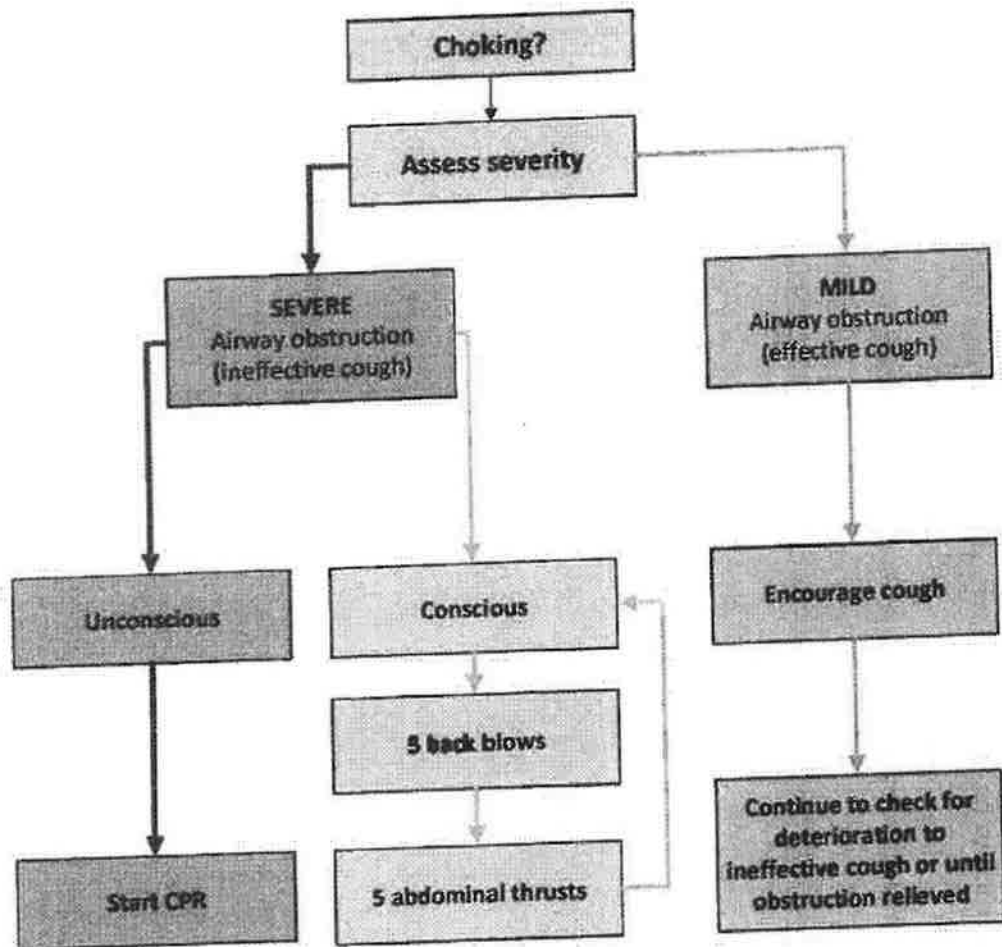 Choking?
Assess severity
SEVERE
Airway obstruction
(ineffective cough)
MILD
Airway obstruction
(effective cough)
Unconscious
Conscious
Encourage cough
5 back blows
Start CPR
5 abdominal thrusts
Continue to check for
deterioration to
ineffective cough or until
obstruction relieved